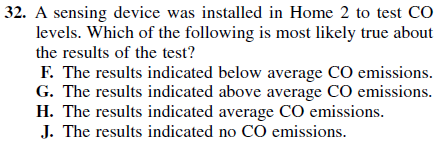 32. A sensing device was installed in Home 2 to test CO
levels. Which of the following is most likely true about
the results of the test?
F. The results indicated below average CO emissions.
G. The results indicated above average CO emissions.
H. The results indicated average CO emissions.
J. The results indicated no CO emissions.